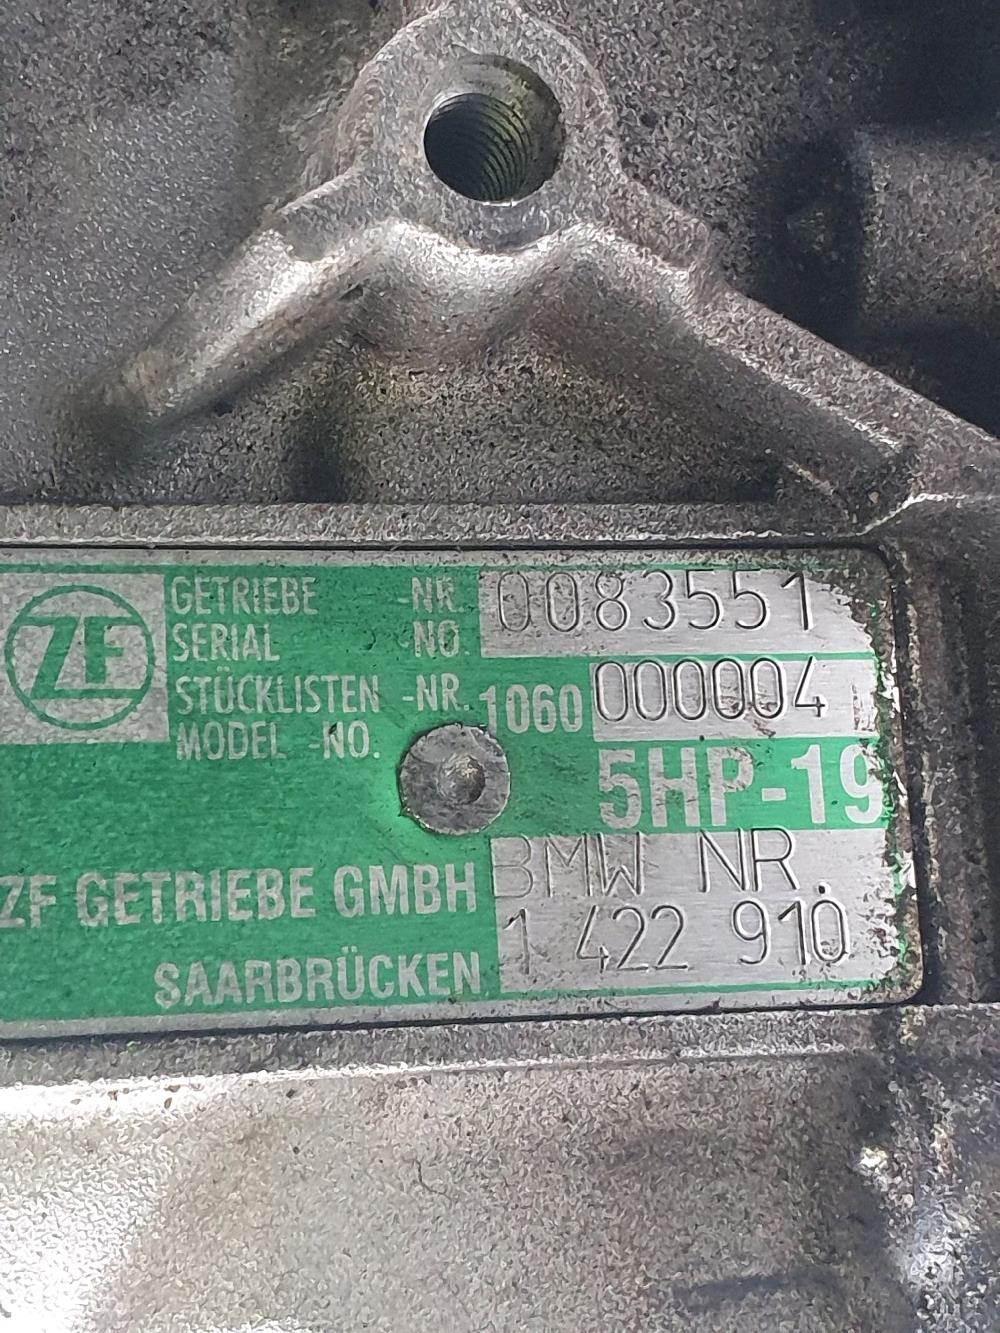 ZF
GETRIEBE -NR. 0083551
SERIAL -NO.
STÜCKLISTEN -NR. 1060 000004
MODEL -NO.
5HP-19
BMW NR.
ZF GETRIEBE GMBH
1 422 910
SAARBRÜCKEN